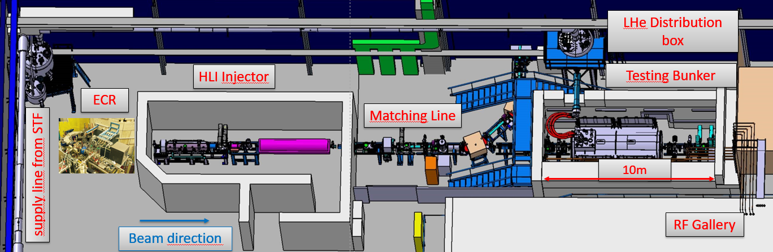 LHe Distribution
box
HLI Injector
Testing Bunker
ECR
Matching Line
supply line from STF
10m
RF Gallery
Beam direction